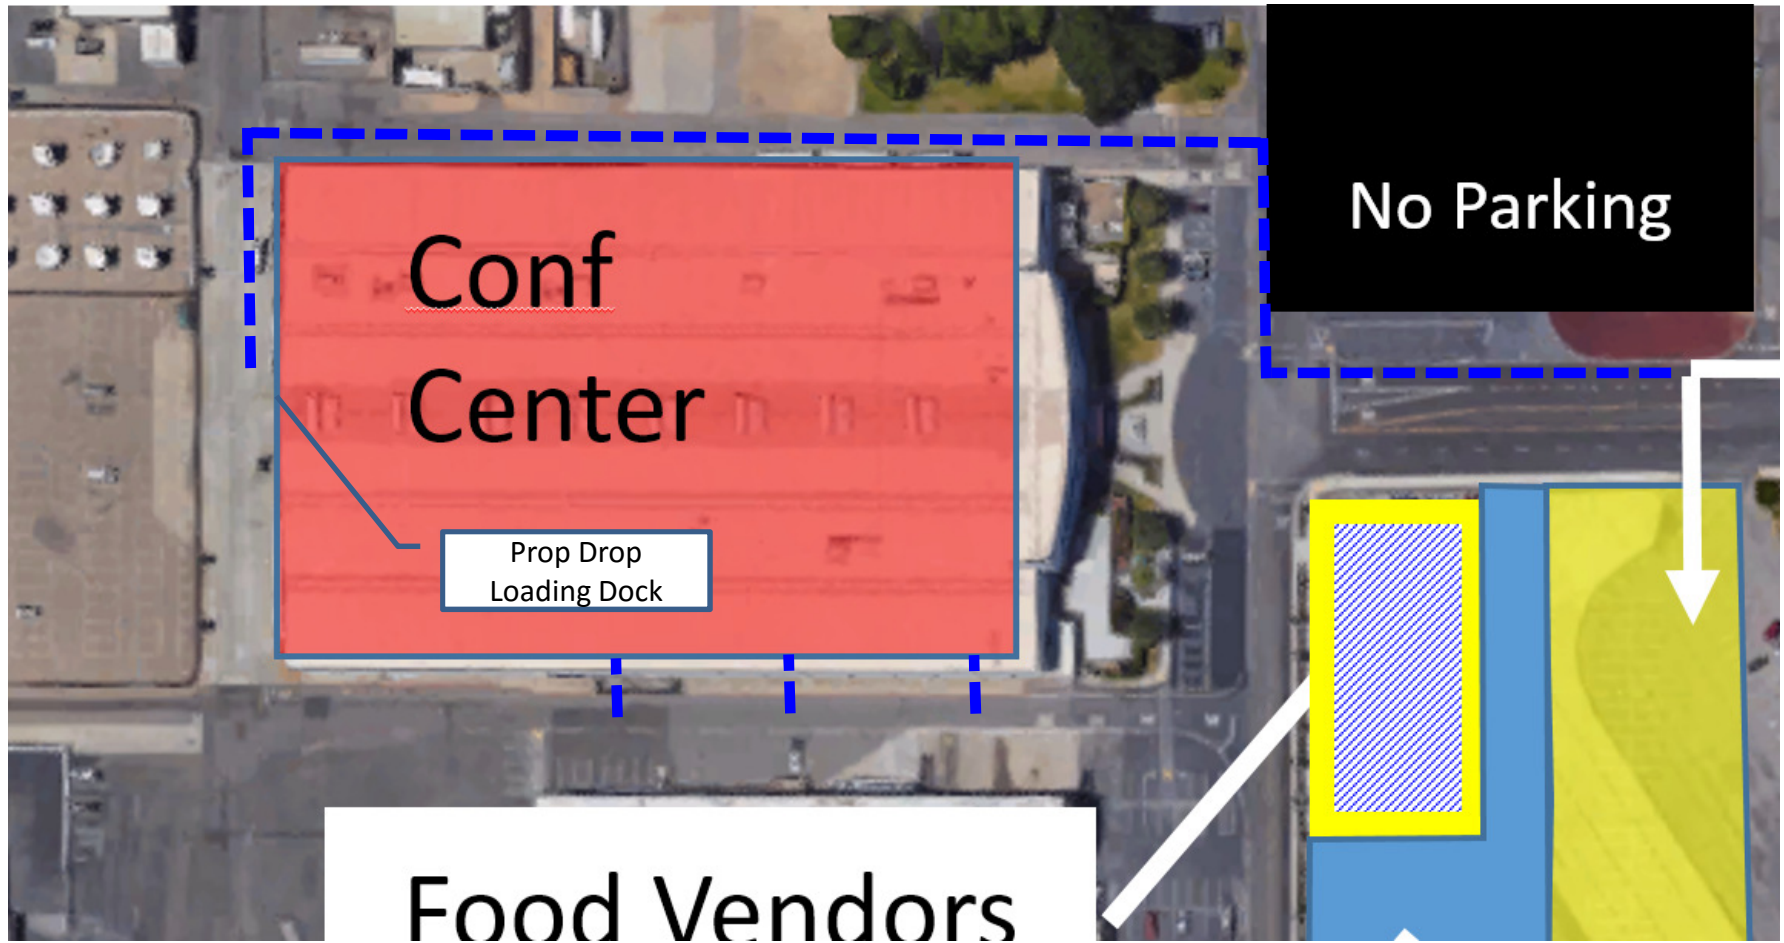 No Parking
Conf
Center
Prop Drop
Loading Dock
Food Vendors